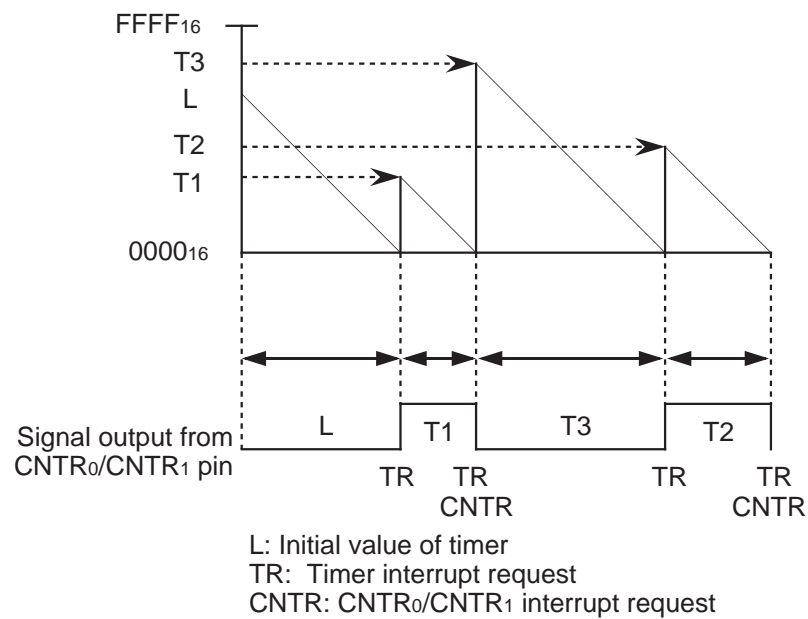 FFFF16
T3
L
T2
T1
000016
L
T1
T3
T2
Signal output from
CNTR0/CNTR1 pin
TR
TR
TR
TR
CNTR
CNTR
L: Initial value of timer
TR: Timer interrupt request
CNTR: CNTR0/CNTR1 interrupt request